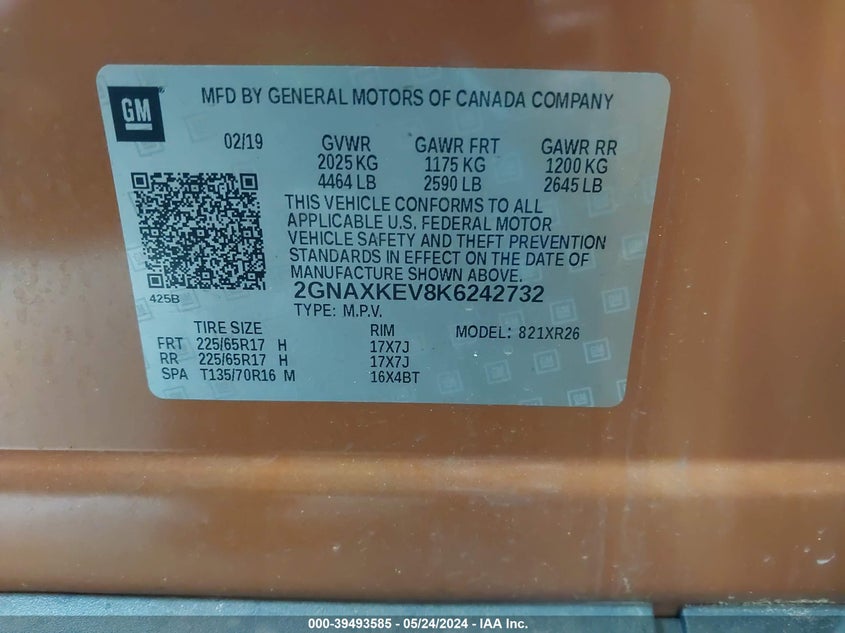 GM
MFD BY GENERAL MOTORS OF CANADA COMPANY
02/19 GVWR GAWR FRT GAWR RR
2025 KG 1175 KG 1200 KG
4464 LB 2590 LB 2645 LB
THIS VEHICLE CONFORMS TO ALL
APPLICABLE U.S. FEDERAL MOTOR
VEHICLE SAFETY AND THEFT PREVENTION
STANDARDS IN EFFECT ON THE DATE OF
MANUFACTURE SHOWN ABOVE.
425B
2GNAXKEV8K6242732
TYPE: M.P.V.
TIRE SIZE RIM MODEL: 821XR26
FRT 225/65R17 H 17X7J
RR 225/65R17 H 17X7J
SPA T135/70R16 M 16X4BT
000-39493585 - 05/24/2024 - IAA Inc.